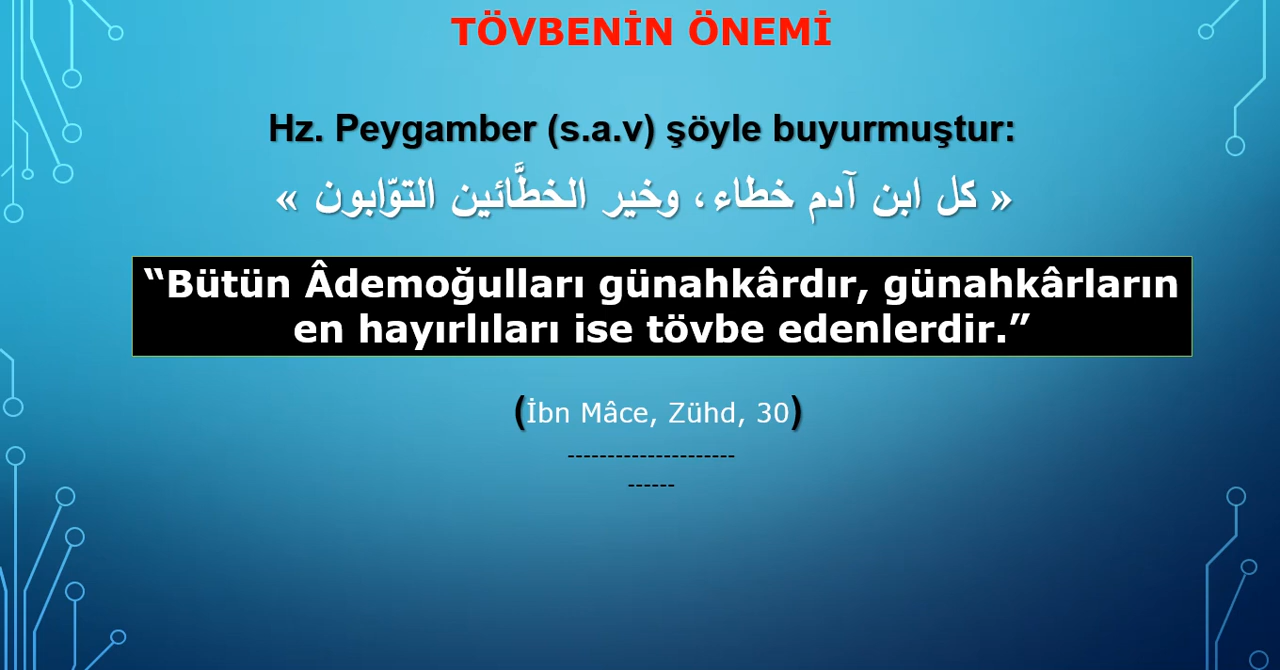 TÖVBENİN ÖNEMİ
Hz. Peygamber (s.a.v) şöyle buyurmuştur:
« كل ابن آدم خطاء، وخير الخطَّائين التوّابون »
“Bütün Âdemoğulları günahkârdır, günahkârların
en hayırlıları ise tövbe edenlerdir.”
(İbn Mâce, Zühd, 30)
---------------------
------